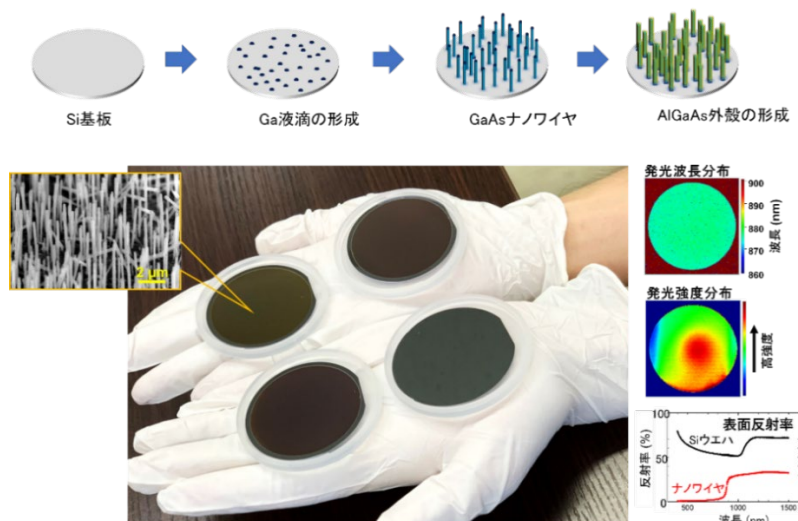 Si基板
Ga液滴の形成
GaAsナノワイヤ
AlGaAs外殻の形成
2 μm
発光波長分布
900
890
880
870
860
波長 (nm)
発光強度分布
高強度
表面反射率
100
50
0
反射率 (%)
Siウエハ
ナノワイヤ
500
1000
1500
波長 (nm)